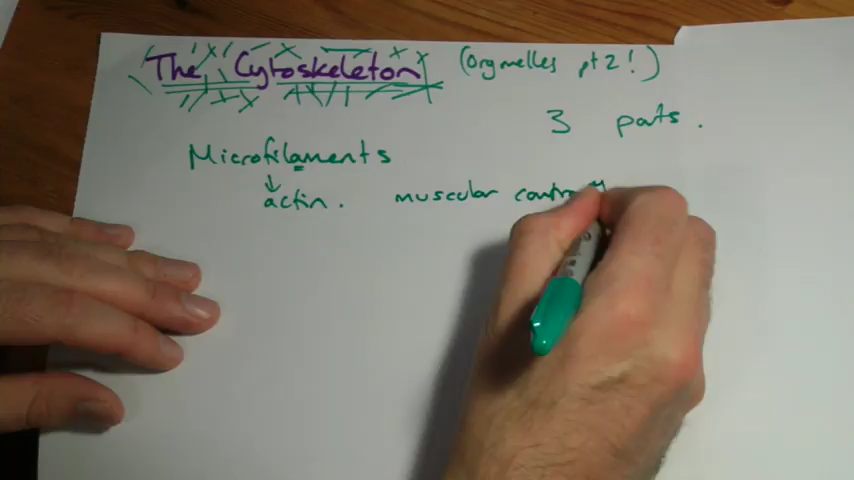 The Cytoskeleton (Organelles pt 2!)
3 parts.
Microfilaments
actin. muscular